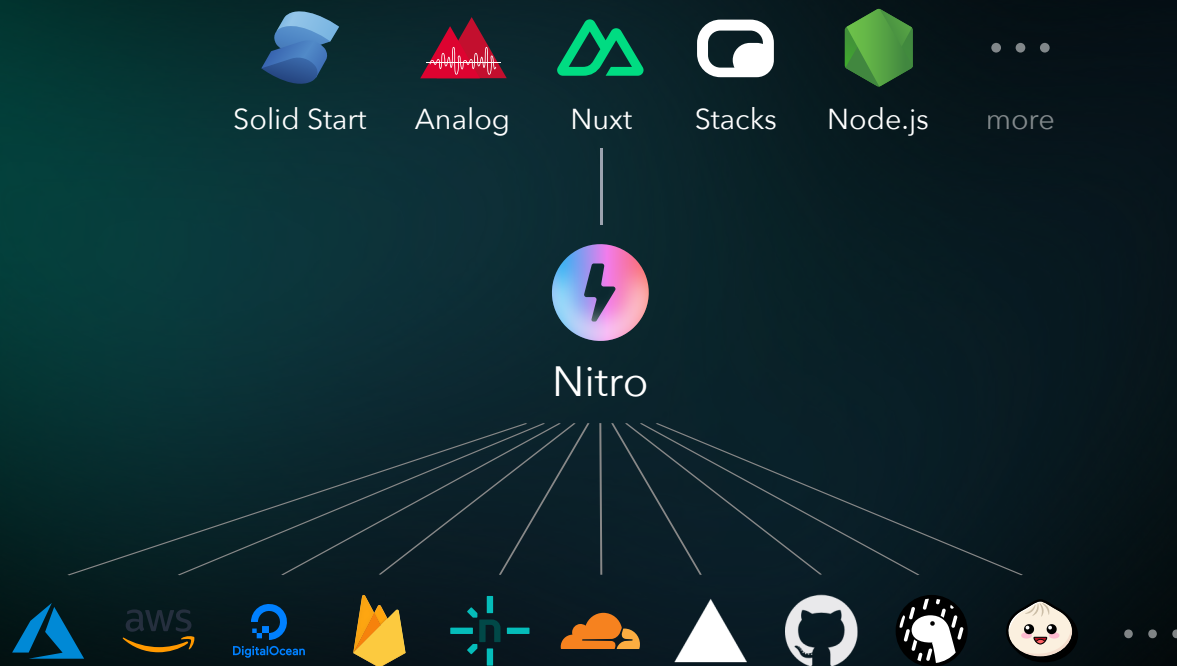 Solid Start
Analog
Nuxt
Stacks
Node.js
more
Nitro
aws
DigitalOcean
n